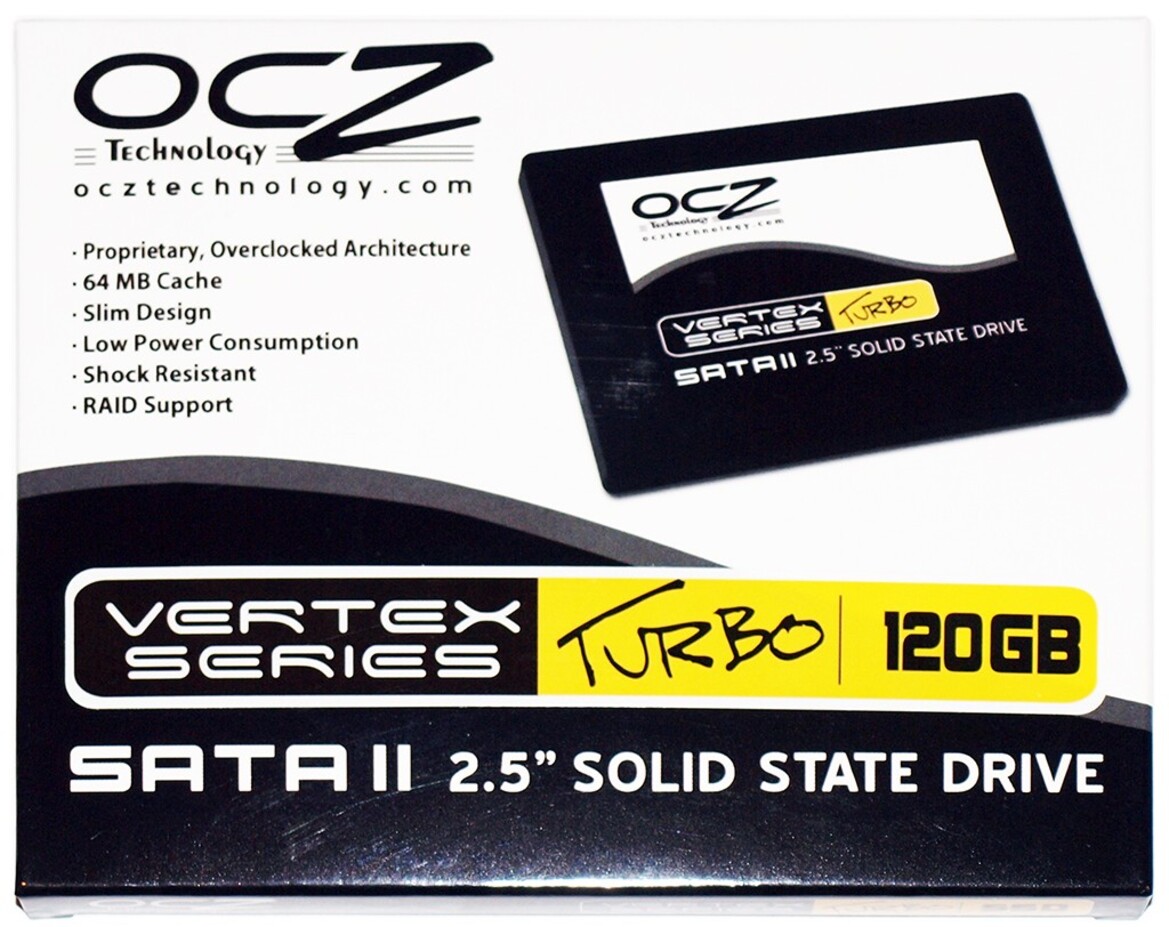 OCZ
Technology
ocztechnology.com
· Proprietary, Overclocked Architecture
· 64 MB Cache
· Slim Design
· Low Power Consumption
· Shock Resistant
· RAID Support
OCZ
Technology
ocztechnology.com
VERTEX
SERIES
TURBO
SATA II 2.5" SOLID STATE DRIVE
VERTEX
SERIES
TURBO
120GB
SATA II 2.5” SOLID STATE DRIVE